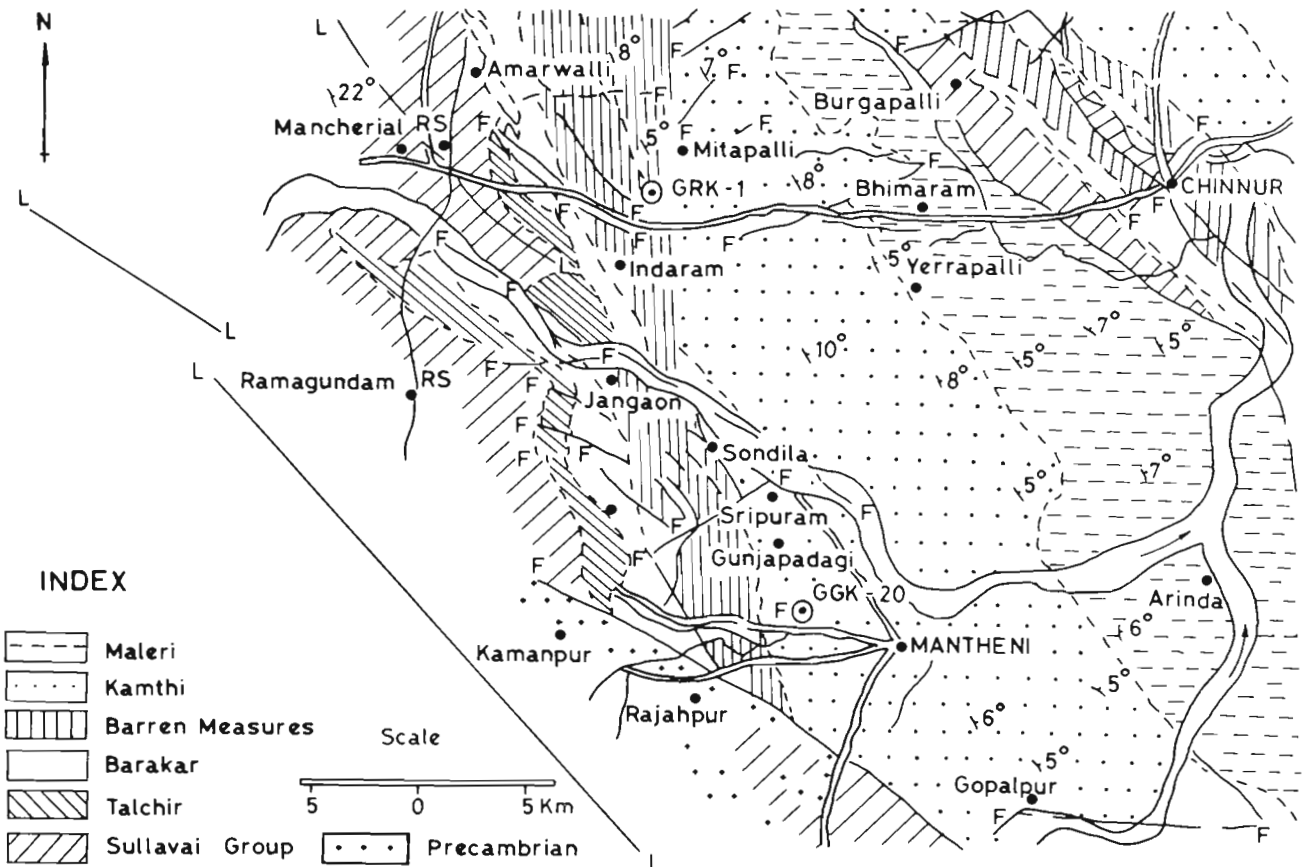 N
L
Amarwalli
8°
F
7°
F
F
Burgapalli
22°
Mancherial RS
F
F
5°
F
F
Mitapalli
F
F
8°
GRK-1
Bhimaram
CHINNUR
L
F
F
F
F
F
F
F
L
Indaram
5°
Yerrapalli
F
7°
5°
10°
5°
8°
L
L
F
F
Ramagundam RS
F
Jangaon
F
F
F
Sondila
F
5°
7°
Sripuram
F
F
Gunjapadagi
F
F
GGK-20
F
Arinda
INDEX
6°
Kamanpur
MANTHENI
5°
Maleri
Kamthi
Rajahpur
6°
Barren Measures
Scale
5°
Barakar
Gopalpur
5 0 5 Km
Talchir
F
F
Sullavai Group
Precambrian
L